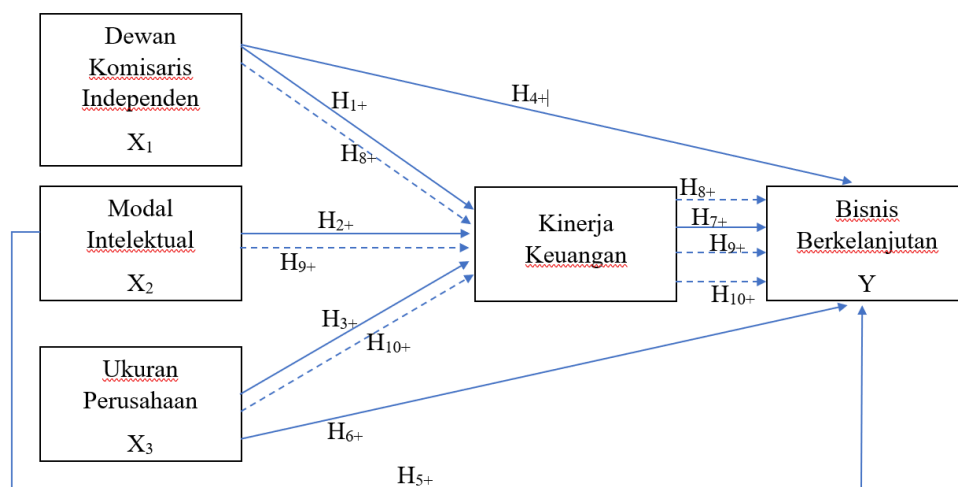 Dewan
Komisaris
Independen
X₁
H₄₊
H₁₊
H₈₊
Modal
Intelektual
X₂
H₂₊
H₉₊
Kinerja
Keuangan
H₈₊
H₇₊
H₉₊
H₁₀₊
Bisnis
Berkelanjutan
Y
Ukuran
Perusahaan
X₃
H₃₊
H₁₀₊
H₆₊
H₅₊